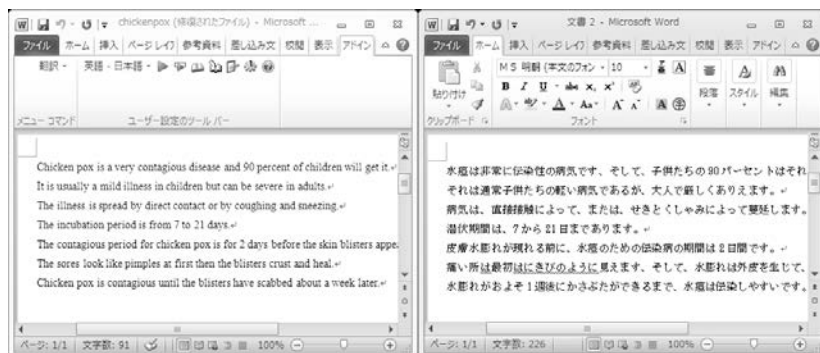 chickenpox (修復されたファイル) - Microsoft ...
ファイル ホーム 挿入 ページ レイアウ 参考資料 差し込み文 校閲 表示 アドイン
翻訳 英語 - 日本語
メニュー コマンド ユーザー設定のツール バー
Chicken pox is a very contagious disease and 90 percent of children will get it.
It is usually a mild illness in children but can be severe in adults.
The illness is spread by direct contact or by coughing and sneezing.
The incubation period is from 7 to 21 days.
The contagious period for chicken pox is for 2 days before the skin blisters appe
The sores look like pimples at first then the blisters crust and heal.
Chicken pox is contagious until the blisters have scabbed about a week later.
ページ: 1/1 文字数: 91 100%
文書 2 - Microsoft Word
ファイル ホーム 挿入 ページ レイアウ 参考資料 差し込み文 校閲 表示 アドイン
貼り付け ＭＳ 明朝 (本文のフォン 10 段落 スタイル 編集
クリップボード フォント
水痘は非常に伝染性の病気です、そして、子供たちの 90 パーセントはそれ
それは通常子供たちの軽い病気であるが、大人で厳しくありえます。
病気は、直接接触によって、または、せきとくしゃみによって蔓延します。
潜伏期間は、7 から 21 日まであります。
皮膚水膨れが現れる前に、水痘のための伝染病の期間は 2 日間です。
痛い所は最初はにきびのように見えます、そして、水膨れは外皮を生じて、
水膨れがおよそ 1 週後にかさぶたができるまで、水痘は伝染しやすいです。
ページ: 1/1 文字数: 226 100%